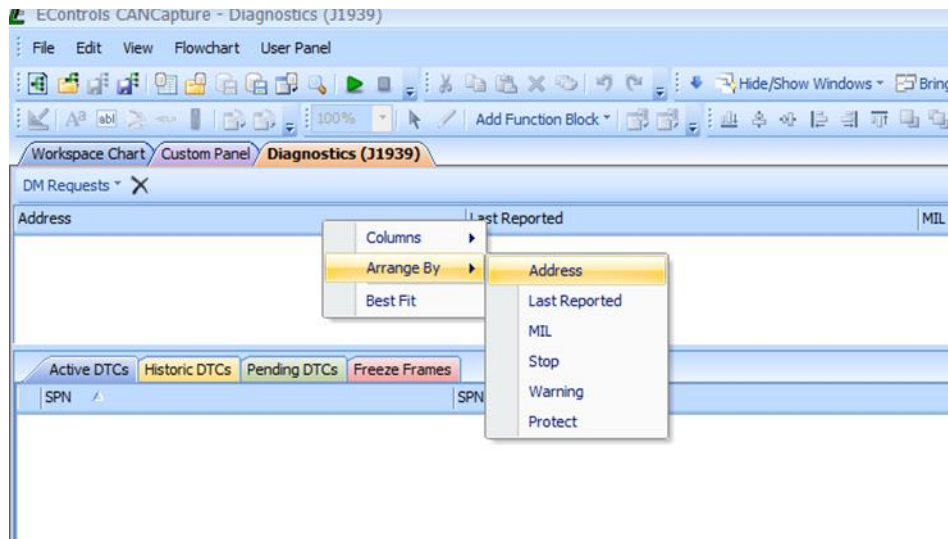 EControls CANCapture - Diagnostics (J1939)
File Edit View Flowchart User Panel
Hide/Show Windows Bring
100% Add Function Block
Workspace Chart Custom Panel Diagnostics (J1939)
DM Requests
Address Last Reported MIL
Columns
Arrange By Address
Best Fit Last Reported
MIL
Stop
Warning
Protect
Active DTCs Historic DTCs Pending DTCs Freeze Frames
SPN SPN